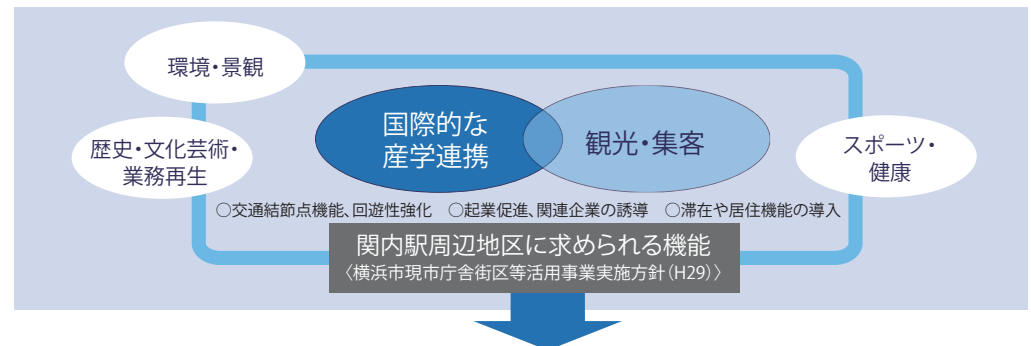 環境・景観
国際的な
産学連携
観光・集客
歴史・文化芸術・
業務再生
スポーツ・
健康
○交通結節点機能、回遊性強化　○起業促進、関連企業の誘導　○滞在や居住機能の導入
関内駅周辺地区に求められる機能
〈横浜市現市庁舎街区等活用事業実施方針（H29）〉